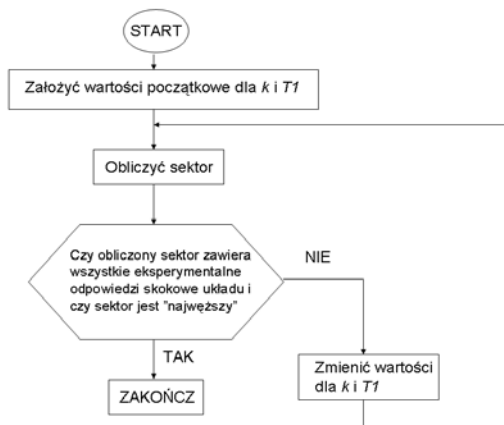 START
Założyć wartości początkowe dla k i T1
Obliczyć sektor
Czy obliczony sektor zawiera
wszystkie eksperymentalne
odpowiedzi skokowe układu i
czy sektor jest "najwęższy"
NIE
TAK
ZAKOŃCZ
Zmienić wartości
dla k i T1